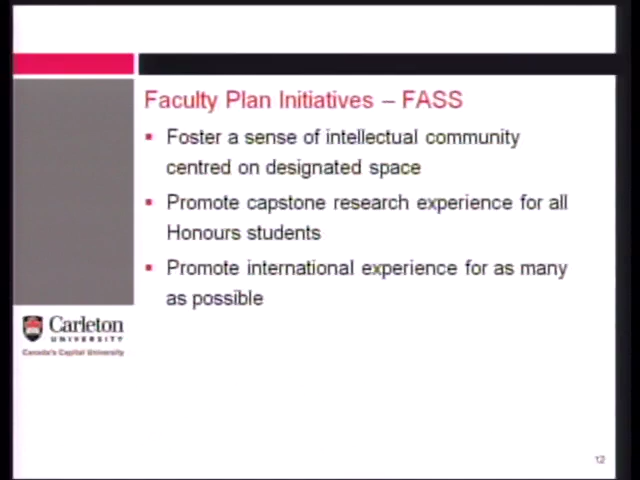 Faculty Plan Initiatives – FASS
▪ Foster a sense of intellectual community
centred on designated space
▪ Promote capstone research experience for all
Honours students
▪ Promote international experience for as many
as possible
Carleton
UNIVERSITY
Canada's Capital University
12